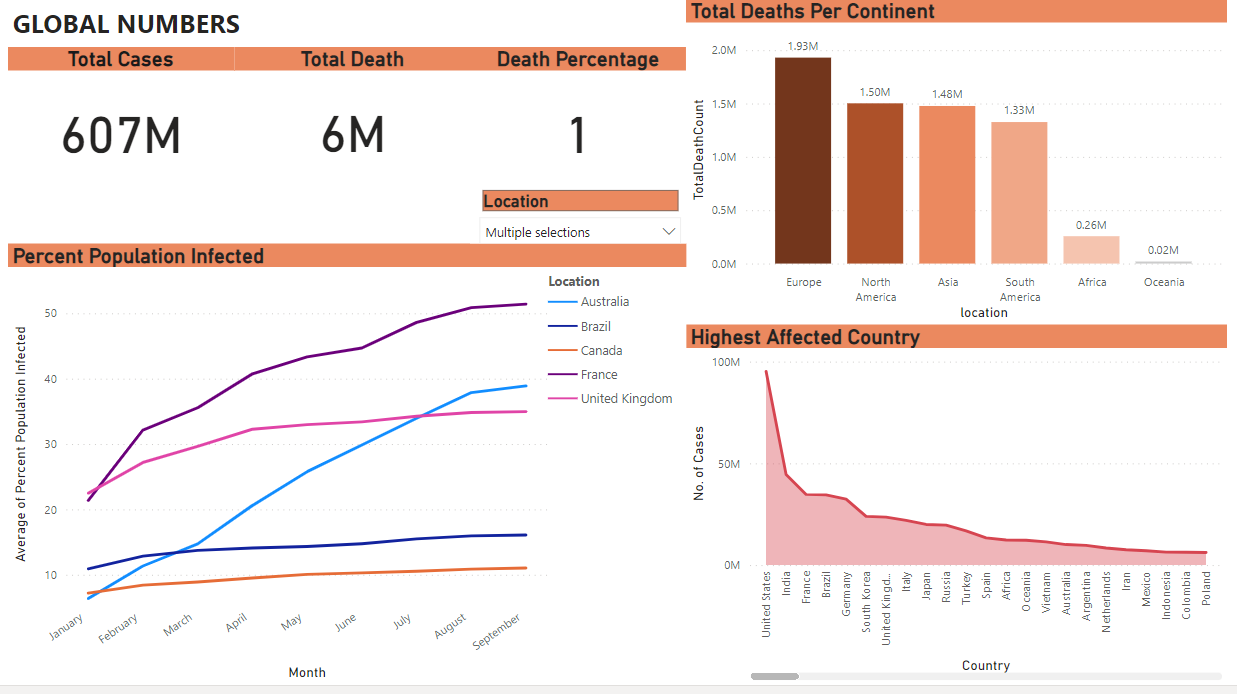 GLOBAL NUMBERS
Total Cases
Total Death
Death Percentage
607M
6M
1
Location
Multiple selections
Percent Population Infected
Average of Percent Population Infected
50
40
30
20
10
January
February
March
April
May
June
July
August
September
Month
Location
Australia
Brazil
Canada
France
United Kingdom
Total Deaths Per Continent
TotalDeathCount
2.0M
1.5M
1.0M
0.5M
0.0M
1.93M
1.50M
1.48M
1.33M
0.26M
0.02M
Europe
North
America
Asia
South
America
Africa
Oceania
location
Highest Affected Country
No. of Cases
100M
50M
0M
United States
India
France
Brazil
Germany
South Korea
United Kingd...
Italy
Japan
Russia
Turkey
Spain
Africa
Oceania
Vietnam
Australia
Argentina
Netherlands
Iran
Mexico
Indonesia
Colombia
Poland
Country